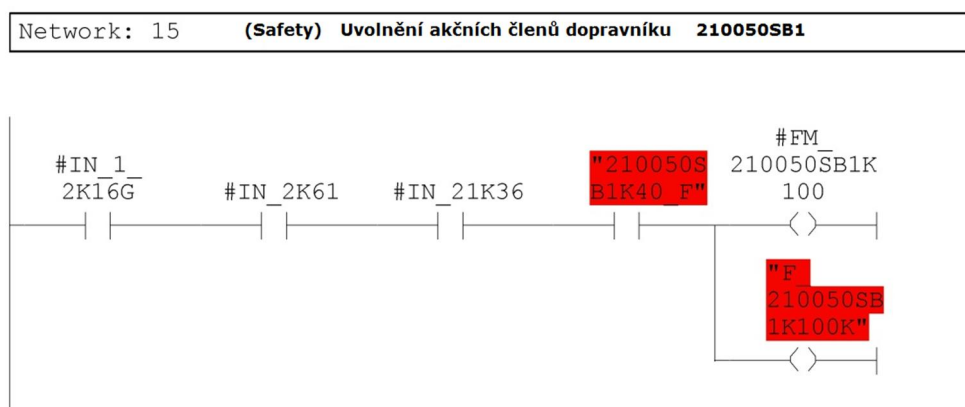 Network: 15 (Safety) Uvolnění akčních členů dopravníku 210050SB1
#FM_
#IN_1_ "210050S 210050SB1K
2K16G #IN_2K61 #IN_21K36 B1K40_F" 100
"F_
210050SB
1K100K"